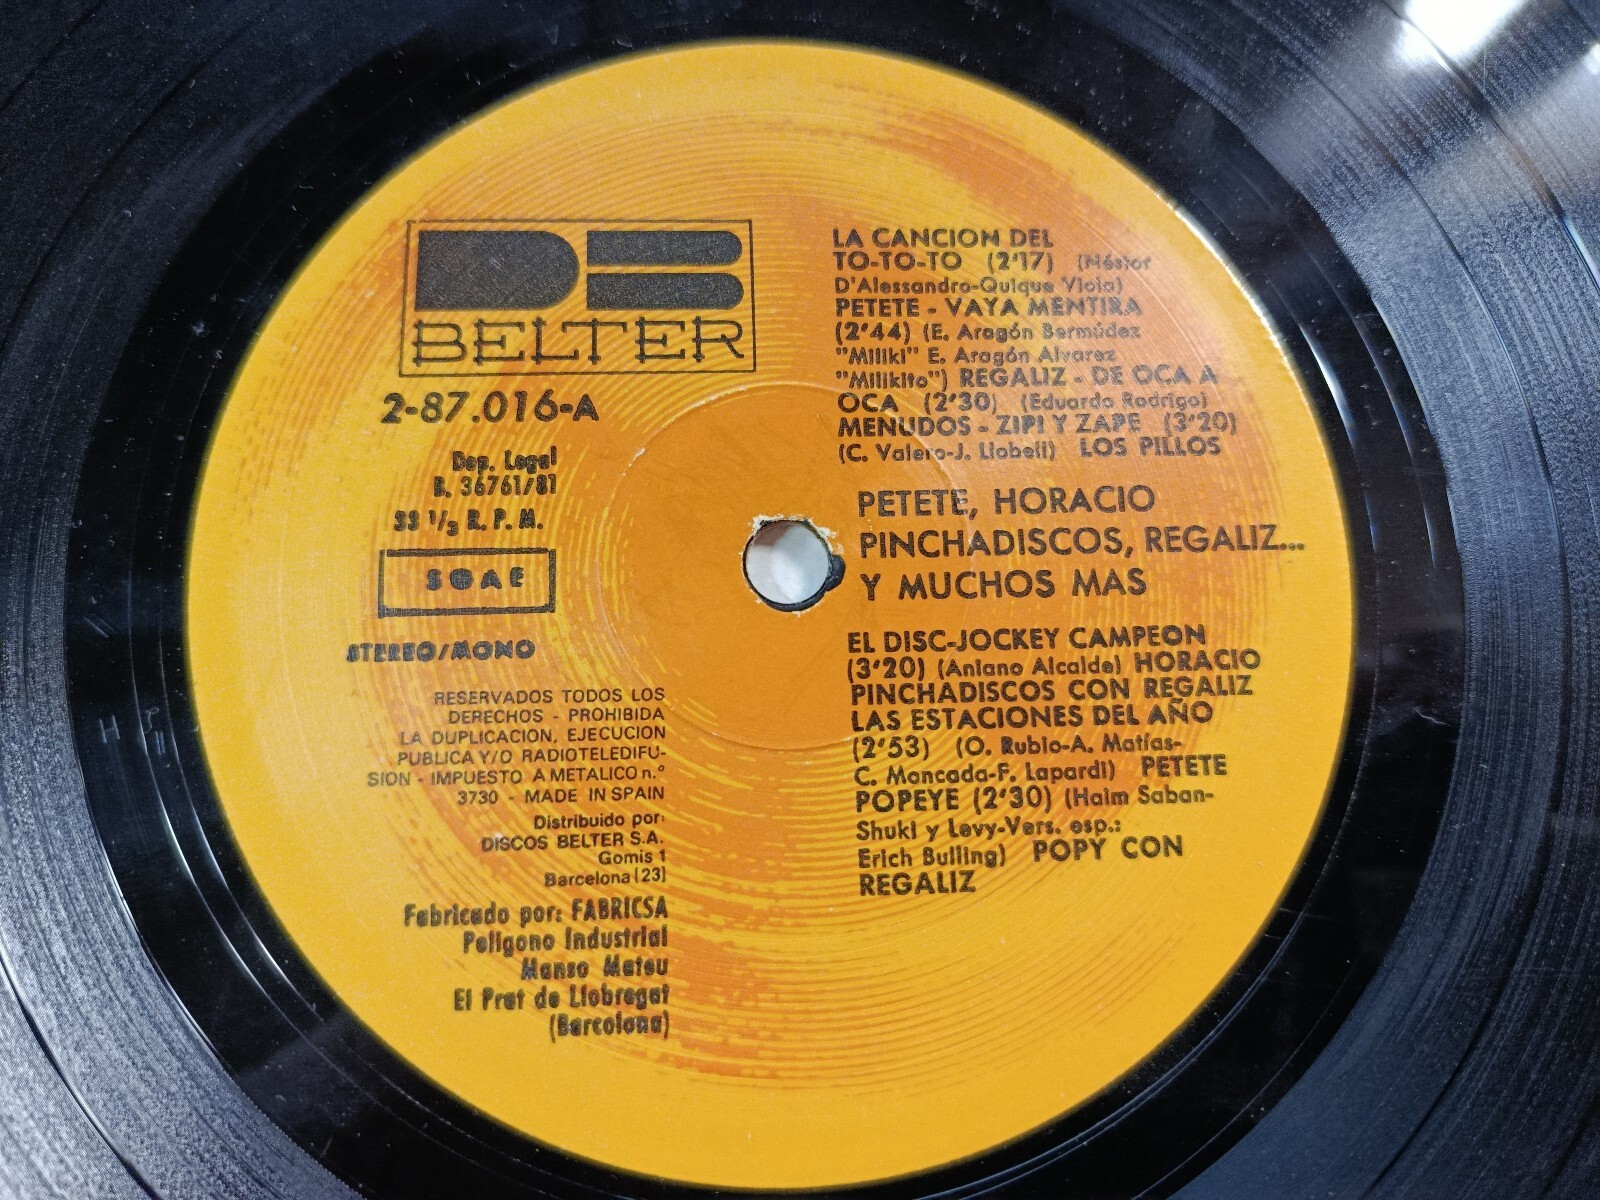 BELTER
2-87.016-A
Dep. Legal
B. 36761/81
33 1/3 R.P.M.
SGAE
STEREO/MONO
RESERVADOS TODOS LOS
DERECHOS - PROHIBIDA
LA DUPLICACION, EJECUCION
PUBLICA Y/O RADIOTELEDIFU-
SION - IMPUESTO A METALICO n.º
3730 - MADE IN SPAIN
Distribuido por:
DISCOS BELTER S.A.
Gomis 1
Barcelona (23)
Fabricado por: FABRICSA
Poligono Industrial
Manso Mateu
El Prat de Llobregat
(Barcelona)
LA CANCION DEL
TO-TO-TO (2'17) (Néstor
D'Alessandro-Quique Viola)
PETETE - VAYA MENTIRA
(2'44) (E. Aragón Bermúdez
"Miliki" E. Aragón Alvarez
"Milikito") REGALIZ - DE OCA A
OCA (2'30) (Eduardo Rodrigo)
MENUDOS - ZIPI Y ZAPE (3'20)
(C. Valero-J. Llobell) LOS PILLOS
PETETE, HORACIO
PINCHADISCOS, REGALIZ...
Y MUCHOS MAS
EL DISC-JOCKEY CAMPEON
(3'20) (Aniano Alcalde) HORACIO
PINCHADISCOS CON REGALIZ
LAS ESTACIONES DEL AÑO
(2'53) (O. Rubio-A. Matías-
C. Moncada-F. Lapardi) PETETE
POPEYE (2'30) (Haim Saban-
Shuki y Levy-Vers. esp.:
Erich Bulling) POPY CON
REGALIZ